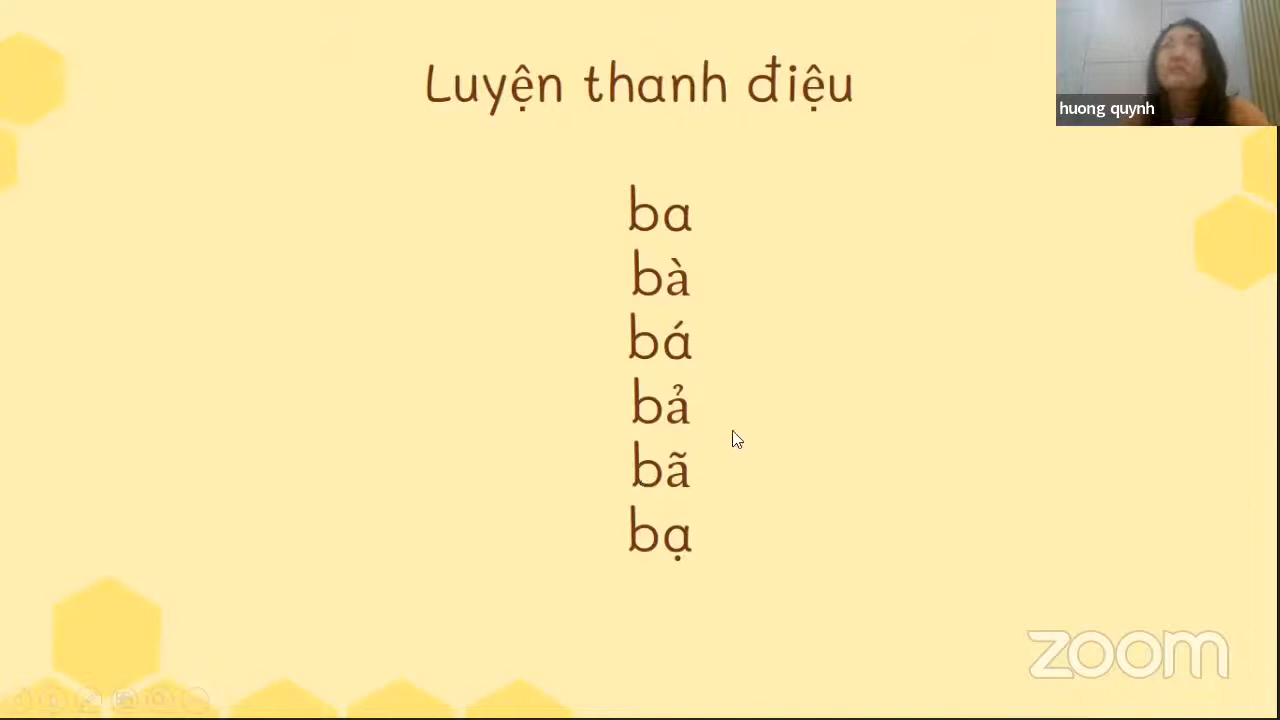 Luyện thanh điệu
huong quynh
ba
bà
bá
bả
bã
bạ
zoom